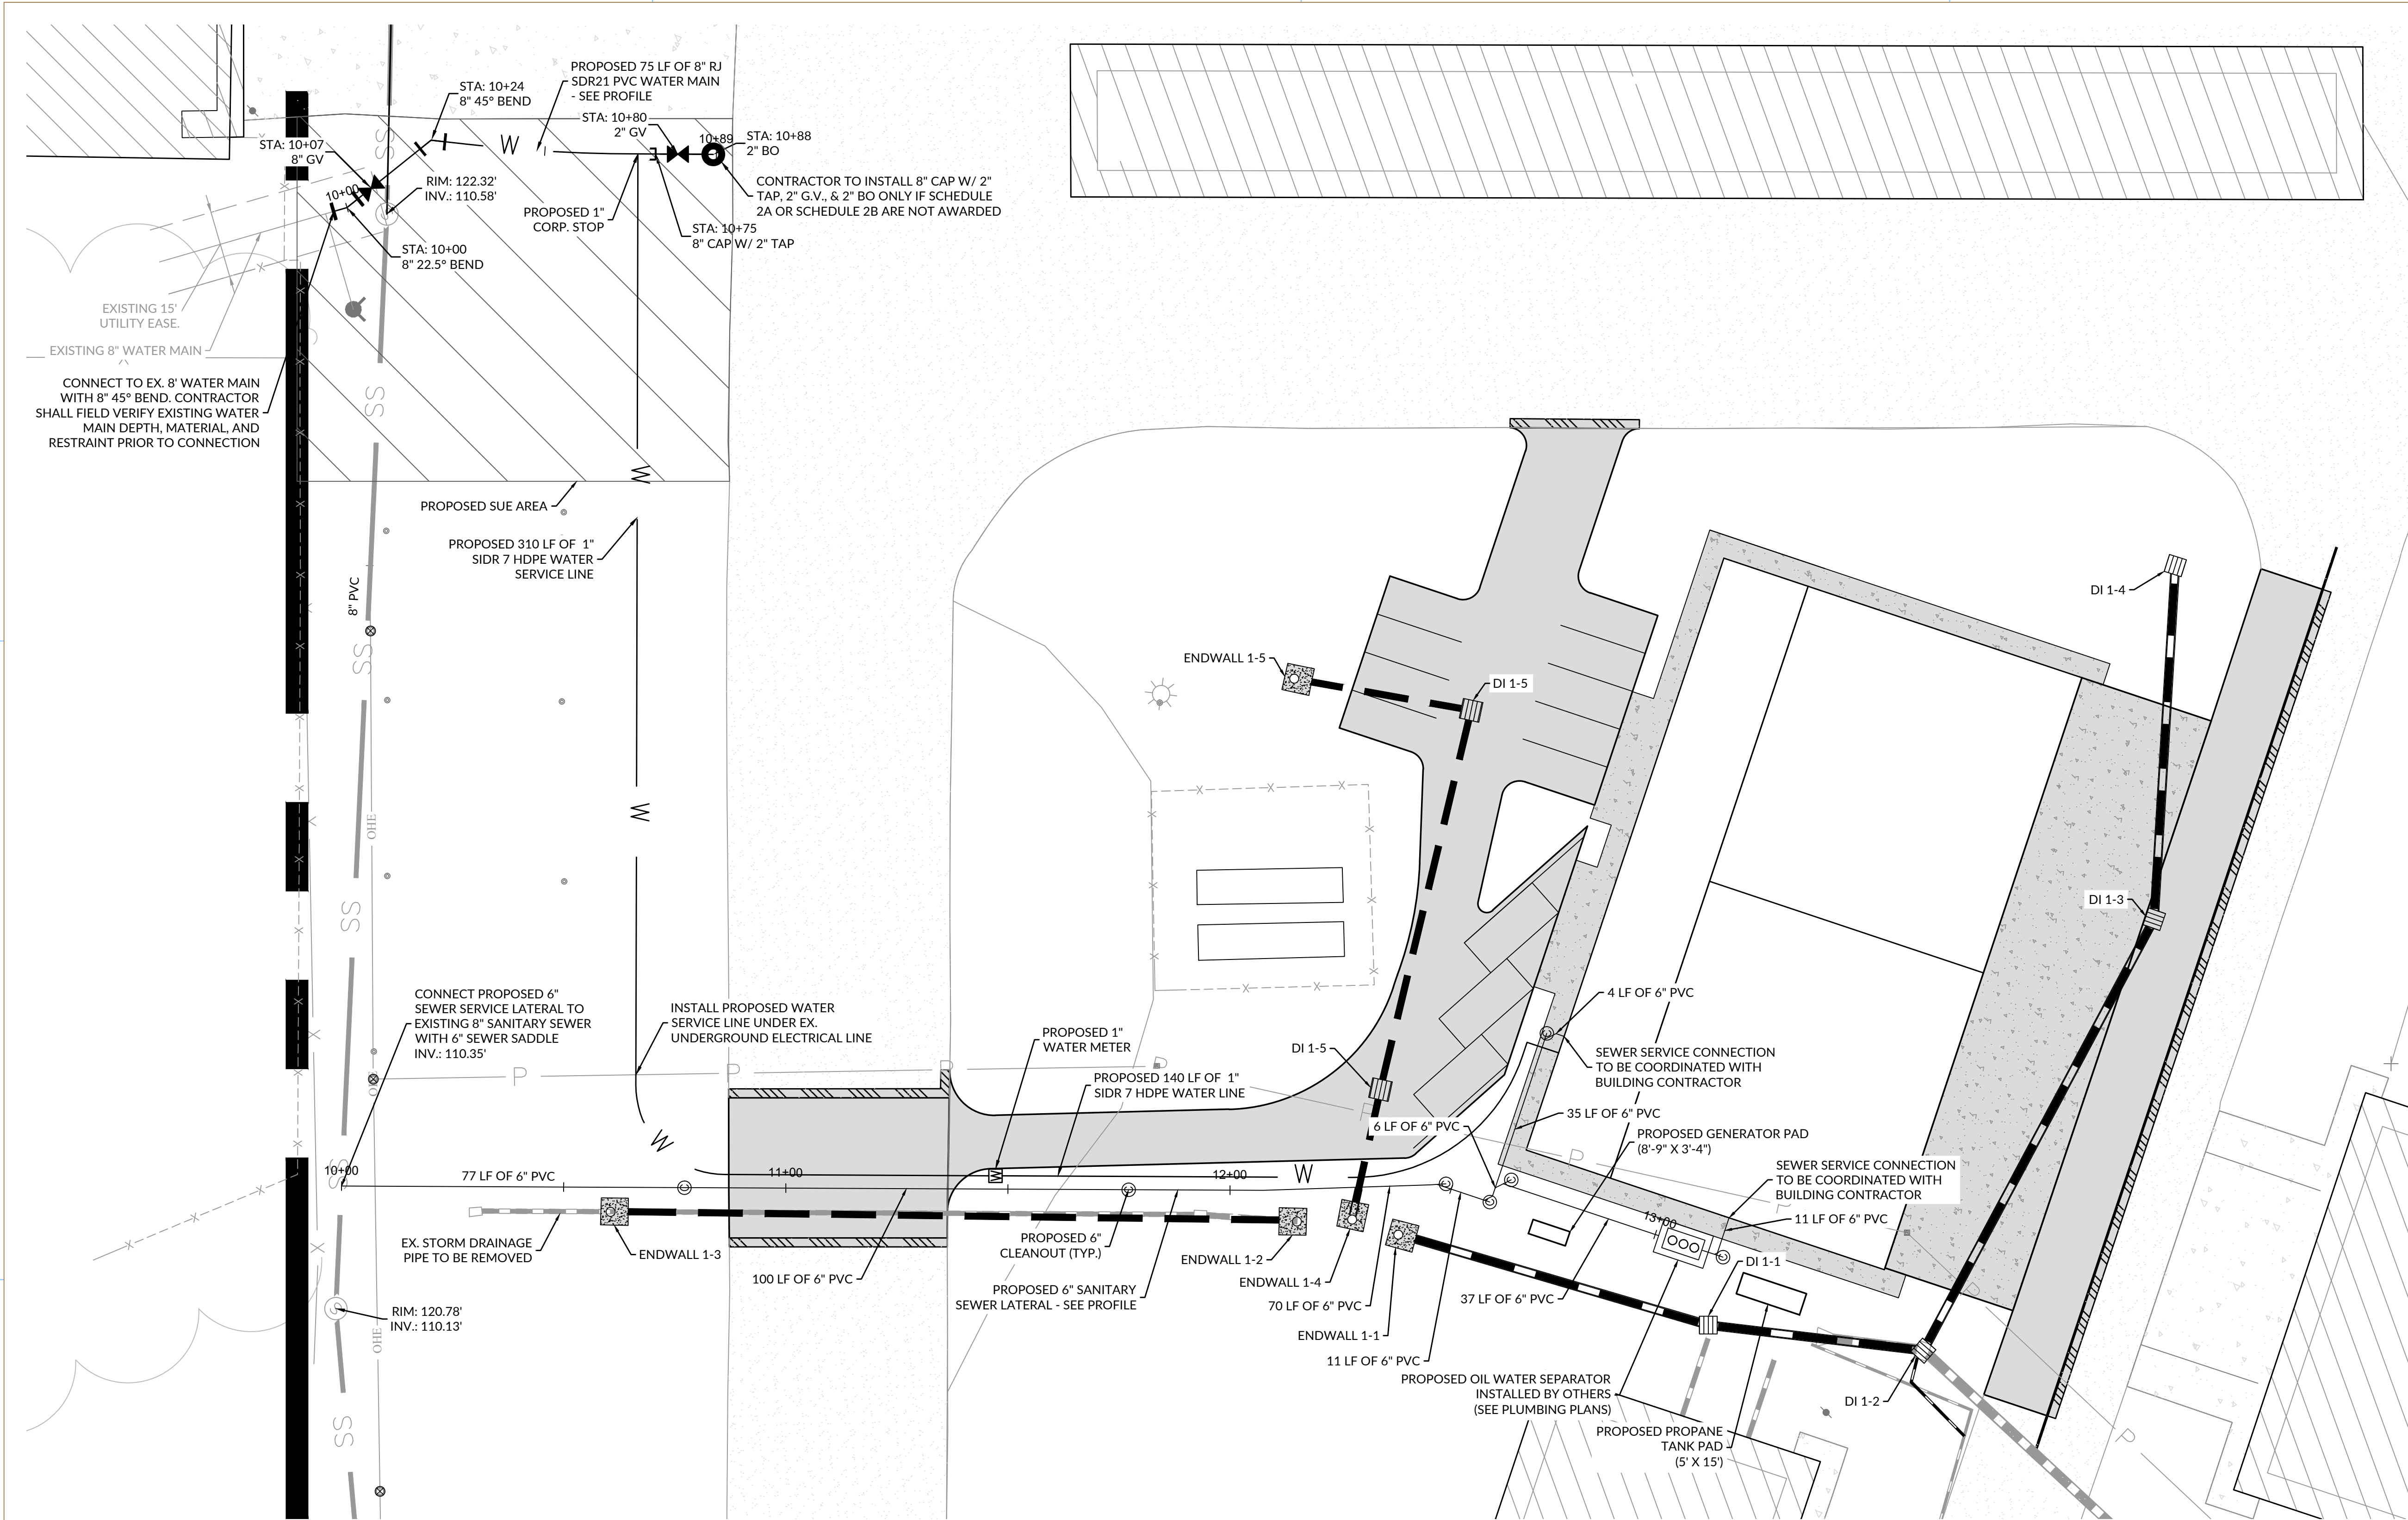 PROPOSED 75 LF OF 8" RJ
SDR21 PVC WATER MAIN
- SEE PROFILE
STA: 10+24
8" 45° BEND
STA: 10+80
2" GV
10+89
STA: 10+88
2" BO
STA: 10+07
8" GV
W
SS
10+00
RIM: 122.32'
INV.: 110.58'
CONTRACTOR TO INSTALL 8" CAP W/ 2"
TAP, 2" G.V., & 2" BO ONLY IF SCHEDULE
2A OR SCHEDULE 2B ARE NOT AWARDED
PROPOSED 1"
CORP. STOP
STA: 10+75
8" CAP W/ 2" TAP
STA: 10+00
8" 22.5° BEND
EXISTING 15'
UTILITY EASE.
EXISTING 8" WATER MAIN
CONNECT TO EX. 8' WATER MAIN
WITH 8" 45° BEND. CONTRACTOR
SHALL FIELD VERIFY EXISTING WATER
MAIN DEPTH, MATERIAL, AND
RESTRAINT PRIOR TO CONNECTION
SS
W
PROPOSED SUE AREA
PROPOSED 310 LF OF 1"
SIDR 7 HDPE WATER
SERVICE LINE
8" PVC
SS
DI 1-4
ENDWALL 1-5
DI 1-5
W
OHE
SS
DI 1-3
CONNECT PROPOSED 6"
SEWER SERVICE LATERAL TO
EXISTING 8" SANITARY SEWER
WITH 6" SEWER SADDLE
INV.: 110.35'
INSTALL PROPOSED WATER
SERVICE LINE UNDER EX.
UNDERGROUND ELECTRICAL LINE
PROPOSED 1"
WATER METER
4 LF OF 6" PVC
DI 1-5
SEWER SERVICE CONNECTION
TO BE COORDINATED WITH
BUILDING CONTRACTOR
P
P
P
P
PROPOSED 140 LF OF 1"
SIDR 7 HDPE WATER LINE
P
35 LF OF 6" PVC
6 LF OF 6" PVC
PROPOSED GENERATOR PAD
(8'-9" X 3'-4")
W
P
SEWER SERVICE CONNECTION
TO BE COORDINATED WITH
BUILDING CONTRACTOR
SS
10+00
77 LF OF 6" PVC
11+00
W
12+00
W
P
13+00
11 LF OF 6" PVC
EX. STORM DRAINAGE
PIPE TO BE REMOVED
ENDWALL 1-3
PROPOSED 6"
CLEANOUT (TYP.)
ENDWALL 1-2
DI 1-1
100 LF OF 6" PVC
ENDWALL 1-4
PROPOSED 6" SANITARY
SEWER LATERAL - SEE PROFILE
70 LF OF 6" PVC
37 LF OF 6" PVC
P
RIM: 120.78'
INV.: 110.13'
OHE
ENDWALL 1-1
11 LF OF 6" PVC
PROPOSED OIL WATER SEPARATOR
INSTALLED BY OTHERS
(SEE PLUMBING PLANS)
DI 1-2
SS
PROPOSED PROPANE
TANK PAD
(5' X 15')
P